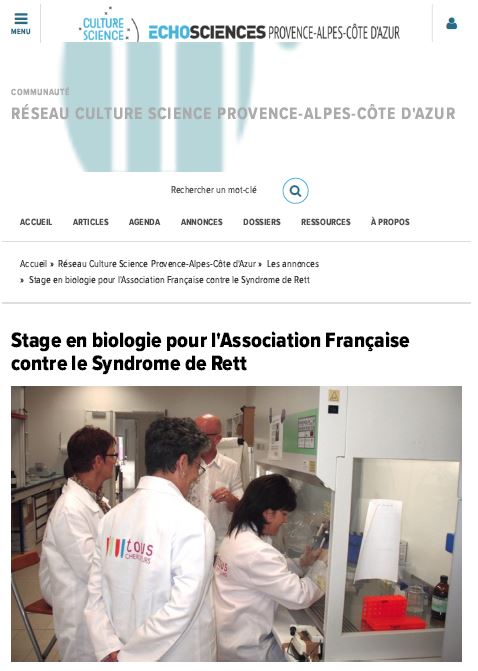 MENU
CULTURE
SCIENCE
ECHOSCIENCES PROVENCE-ALPES-CÔTE D'AZUR
COMMUNAUTÉ
RÉSEAU CULTURE SCIENCE PROVENCE-ALPES-CÔTE D'AZUR
Rechercher un mot-clé
ACCUEIL ARTICLES AGENDA ANNONCES DOSSIERS RESSOURCES À PROPOS
Accueil » Réseau Culture Science Provence-Alpes-Côte d'Azur » Les annonces
» Stage en biologie pour l'Association Française contre le Syndrome de Rett
Stage en biologie pour l'Association Française
contre le Syndrome de Rett
tous
CHERCHEURS
tous
CHERCHEURS